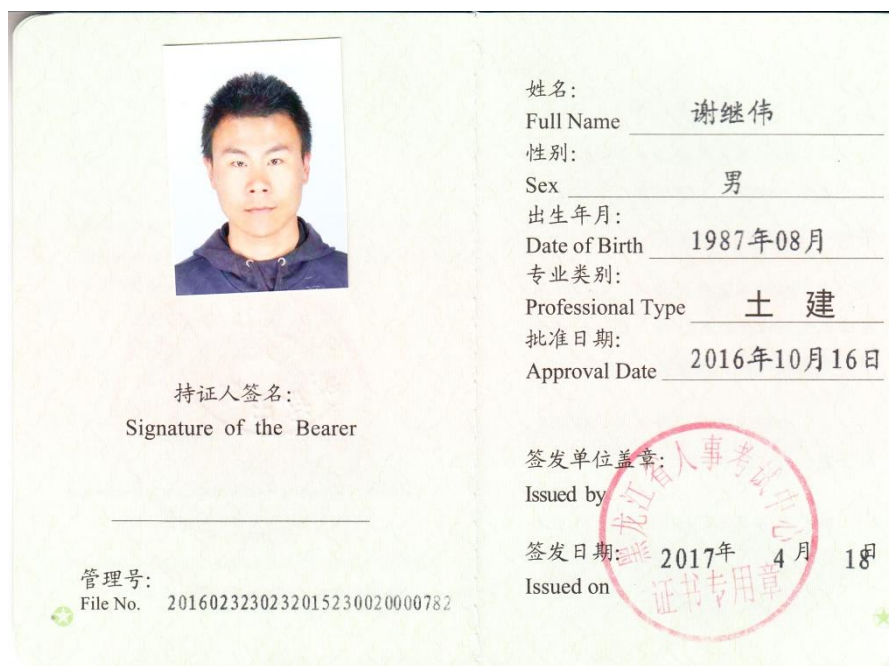 持证人签名:
Signature of the Bearer
管理号:
File No. 2016023230232015230020000782
姓名:
Full Name 谢继伟
性别:
Sex 男
出生年月:
Date of Birth 1987年08月
专业类别:
Professional Type 土 建
批准日期:
Approval Date 2016年10月16日
签发单位盖章:
Issued by
黑龙江省人事考试中心
证书专用章
签发日期:
Issued on 2017年 4月 18日